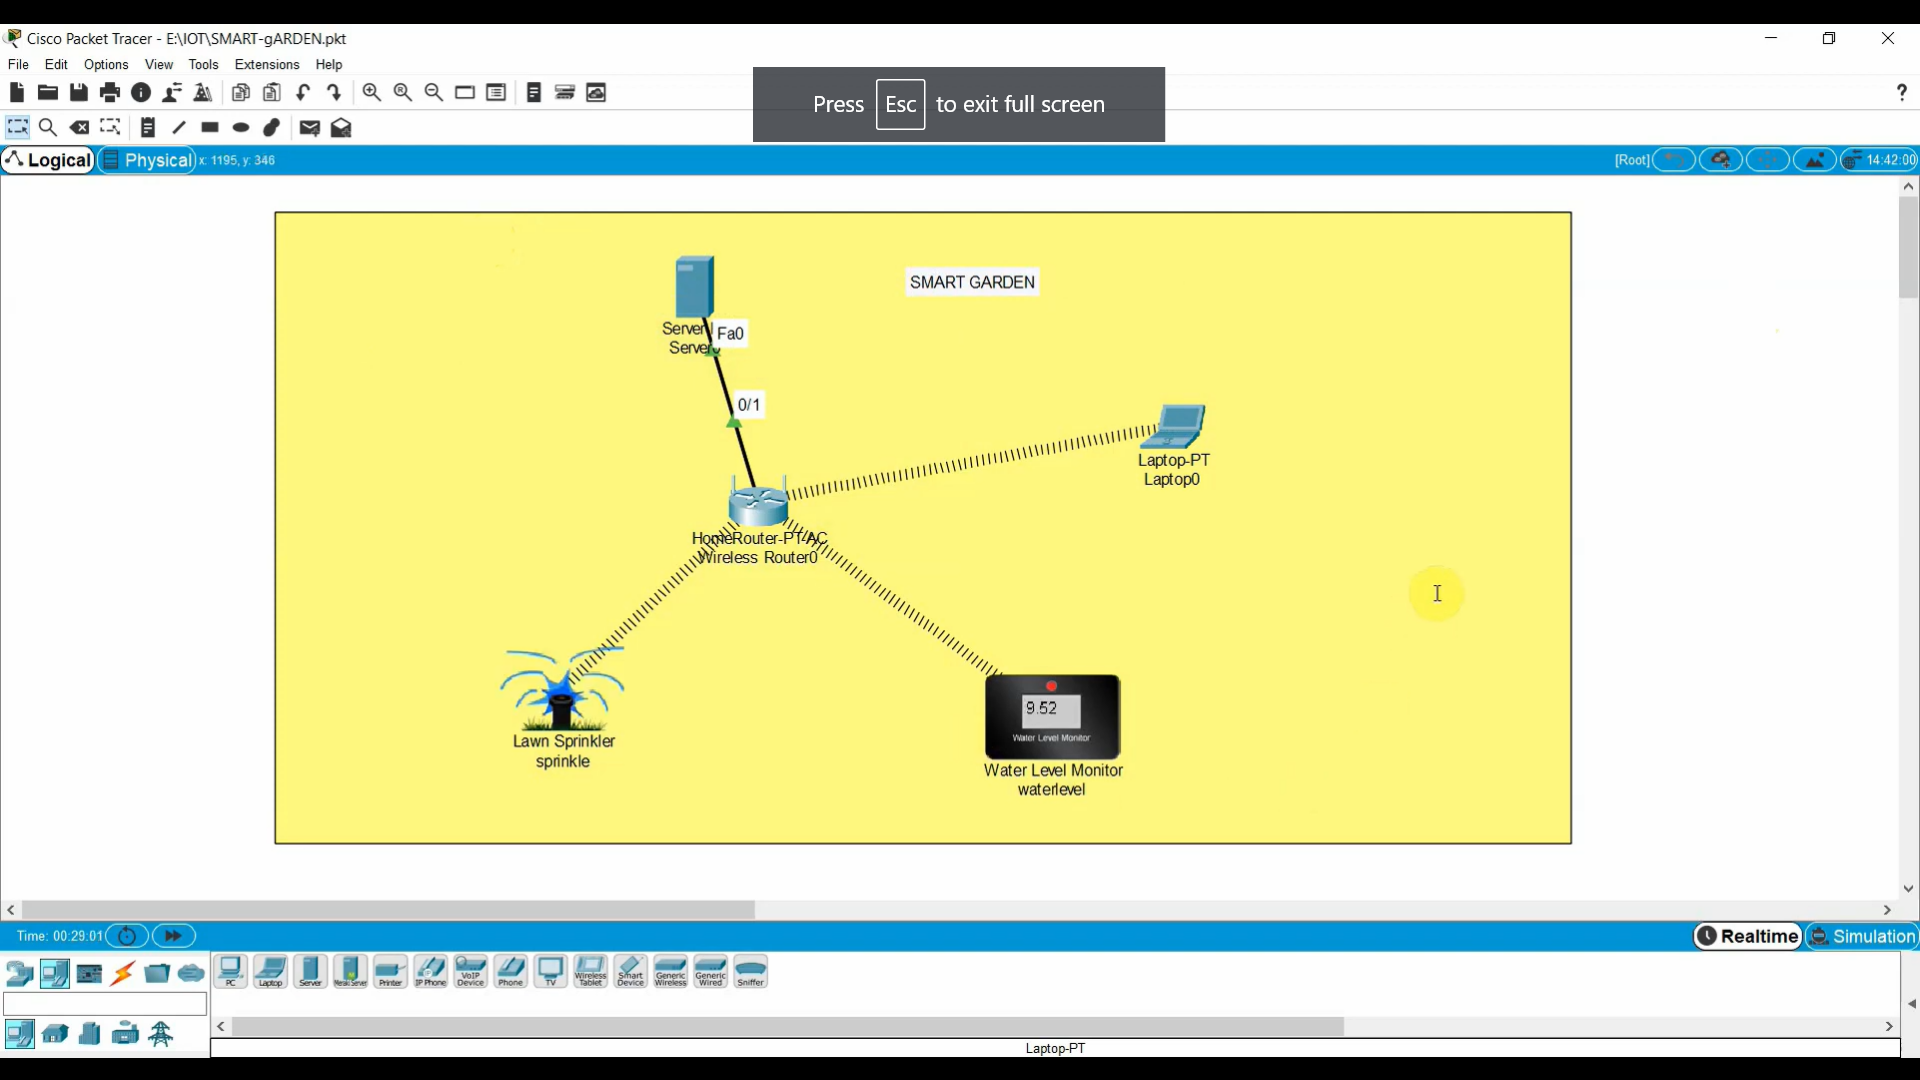 Cisco Packet Tracer - E:\IOT\SMART-gARDEN.pkt
File Edit Options View Tools Extensions Help
Press Esc to exit full screen
?
Logical Physical x: 1195, y: 346
[Root] 14:42:00
SMART GARDEN
Server
Server0
Fa0
0/1
Laptop-PT
Laptop0
HomeRouter-PT-AC
Wireless Router0
Lawn Sprinkler
sprinkle
9.52
Water Level Monitor
Water Level Monitor
waterlevel
Time: 00:29:01
Realtime Simulation
PC Laptop Server Meraki Server Printer IP Phone VoIP Device Phone TV Wireless Tablet Smart Device Generic Wireless Generic Wired Sniffer
Laptop-PT